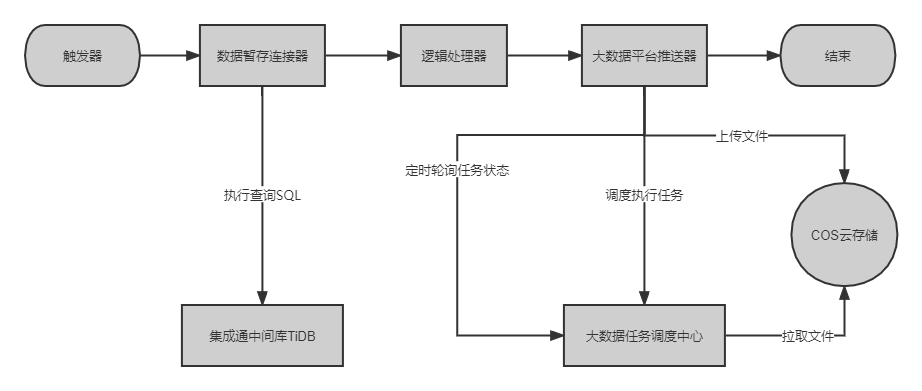 触发器
数据暂存连接器
逻辑处理器
大数据平台推送器
结束
上传文件
定时轮询任务状态
执行查询SQL
调度执行任务
COS云存储
集成通中间库TiDB
大数据任务调度中心
拉取文件